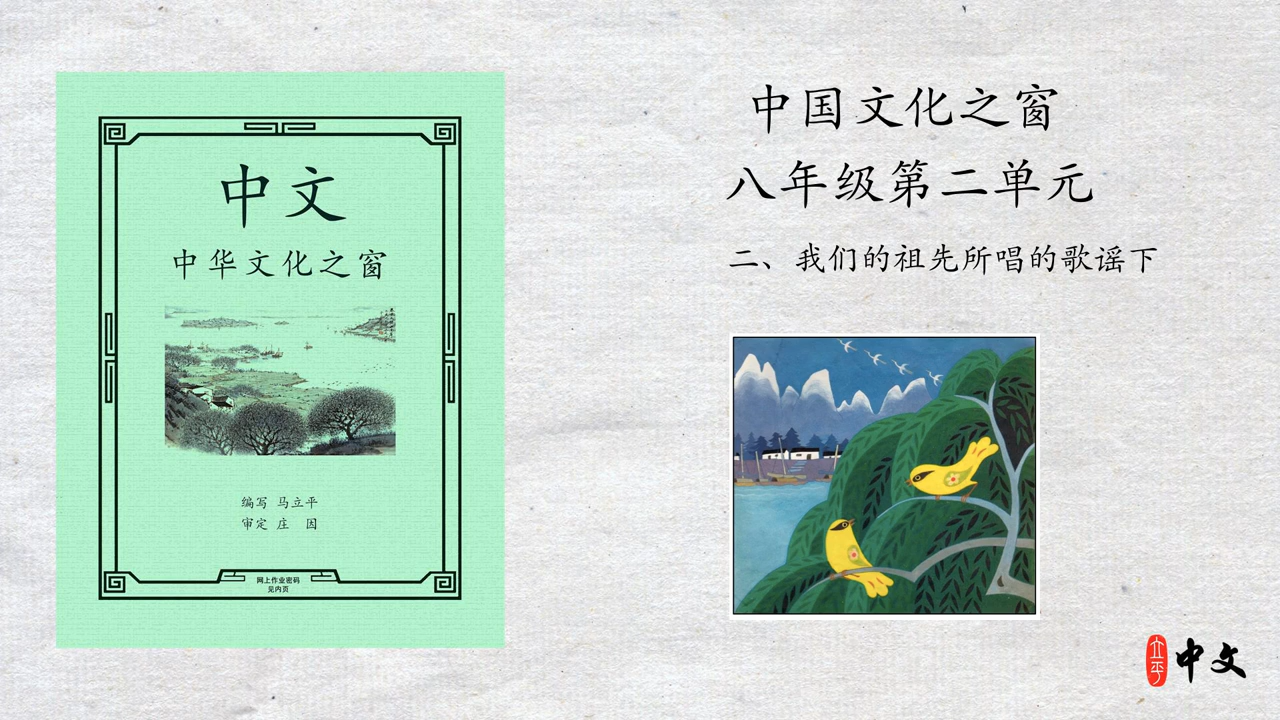 中文
中华文化之窗
编写 马立平
审定 庄 因
网上作业密码
见内页
中国文化之窗
八年级第二单元
二、我们的祖先所唱的歌谣下
立平
中文